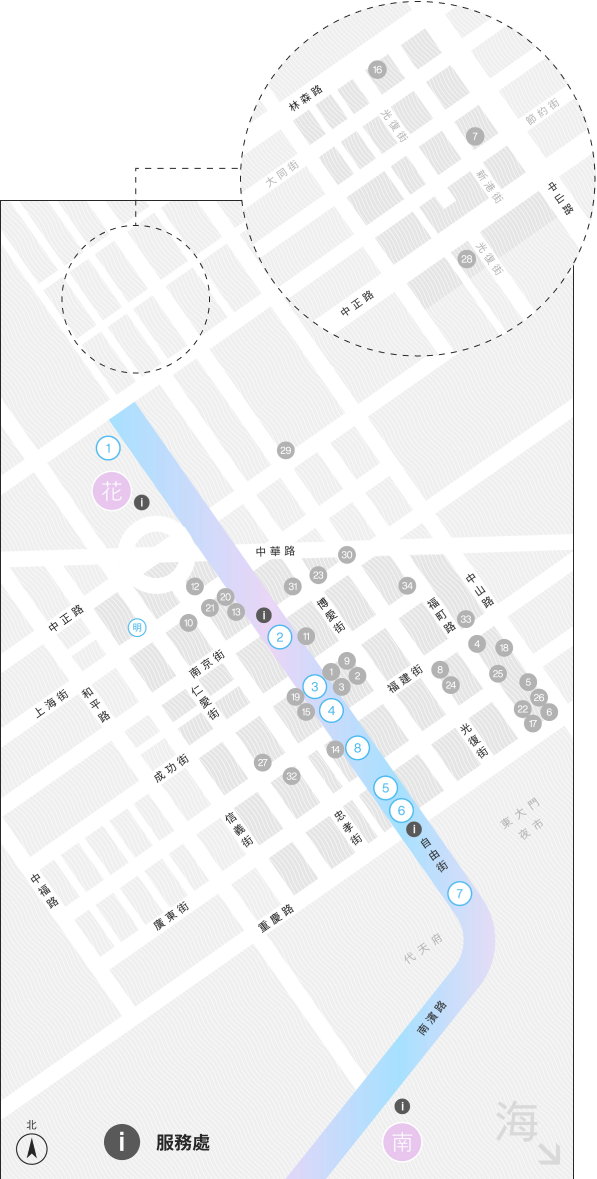 16
林森路
光復街
節約街
7
大同街
新港街
中山路
28
光復街
中正路
1
29
花
i
中華路
30
23
31
34
12
20
21
13
i
10
明
2
11
博愛街
中山路
福町路
33
中正路
南京街
9
1
2
3
3
福建街
8
24
4
18
25
5
26
22
6
17
上海街
和平路
仁愛街
19
15
4
14
8
光復街
成功街
27
32
5
6
i
信義街
忠孝街
自由街
東大門
夜市
中福路
廣東街
重慶路
7
代天府
南濱路
i
南
海
北
i 服務處